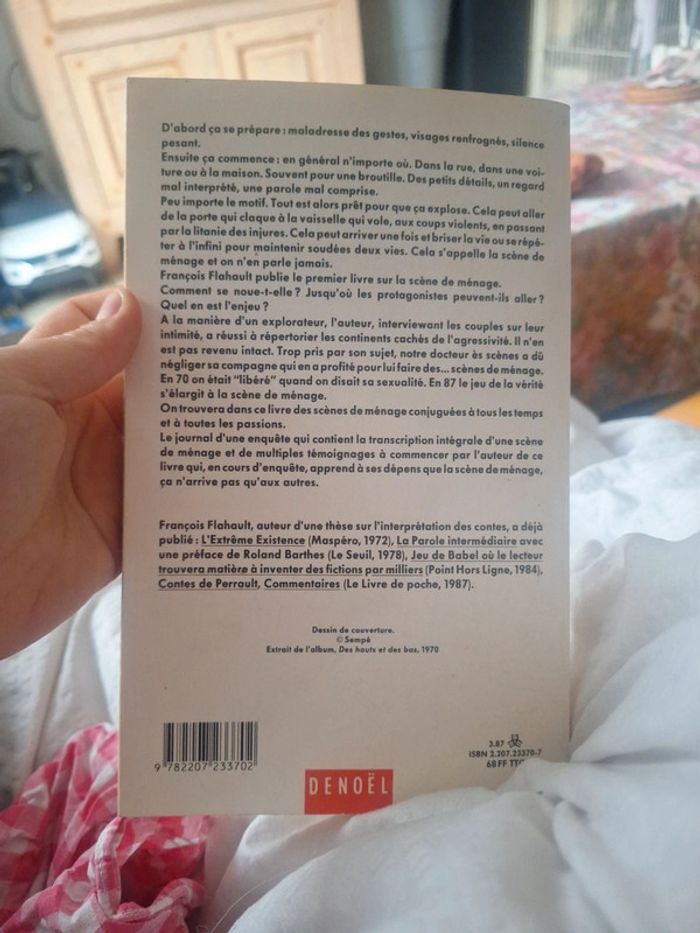 D'abord ça se prépare : maladresse des gestes, visages renfrognés, silence
pesant.
Ensuite ça commence : en général n'importe où. Dans la rue, dans une voi-
ture ou à la maison. Souvent pour une broutille. Des petits détails, un regard
mal interprété, une parole mal comprise.
Peu importe le motif. Tout est alors prêt pour que ça explose. Cela peut aller
de la porte qui claque à la vaisselle qui vole, aux coups violents, en passant
par la litanie des injures. Cela peut arriver une fois et briser la vie ou se répé-
ter à l'infini pour maintenir soudées deux vies. Cela s'appelle la scène de
ménage et on n'en parle jamais.
François Flahault publie le premier livre sur la scène de ménage.
Comment se noue-t-elle ? Jusqu'où les protagonistes peuvent-ils aller ?
Quel en est l'enjeu ?
A la manière d'un explorateur, l'auteur, interviewant les couples sur leur
intimité, a réussi à répertorier les continents cachés de l'agressivité. Il n'en
est pas revenu intact. Trop pris par son sujet, notre docteur ès scènes a dû
négliger sa compagne qui en a profité pour lui faire des... scènes de ménage.
En 70 on était "libéré" quand on disait sa sexualité. En 87 le jeu de la vérité
s'élargit à la scène de ménage.
On trouvera dans ce livre des scènes de ménage conjuguées à tous les temps
et à toutes les passions.
Le journal d'une enquête qui contient la transcription intégrale d'une scène
de ménage et de multiples témoignages à commencer par l'auteur de ce
livre qui, en cours d'enquête, apprend à ses dépens que la scène de ménage,
ça n'arrive pas qu'aux autres.
François Flahault, auteur d'une thèse sur l'interprétation des contes, a déjà
publié : L'Extrême Existence (Maspéro, 1972), La Parole intermédiaire avec
une préface de Roland Barthes (Le Seuil, 1978), Jeu de Babel où le lecteur
trouvera matière à inventer des fictions par milliers (Point Hors Ligne, 1984),
Contes de Perrault, Commentaires (Le Livre de poche, 1987).
Dessin de couverture.
© Sempé
Extrait de l'album, Des hauts et des bas, 1970
3.87
ISBN 2.207.23370-7
68 FF
9 782207 233702
DENOËL